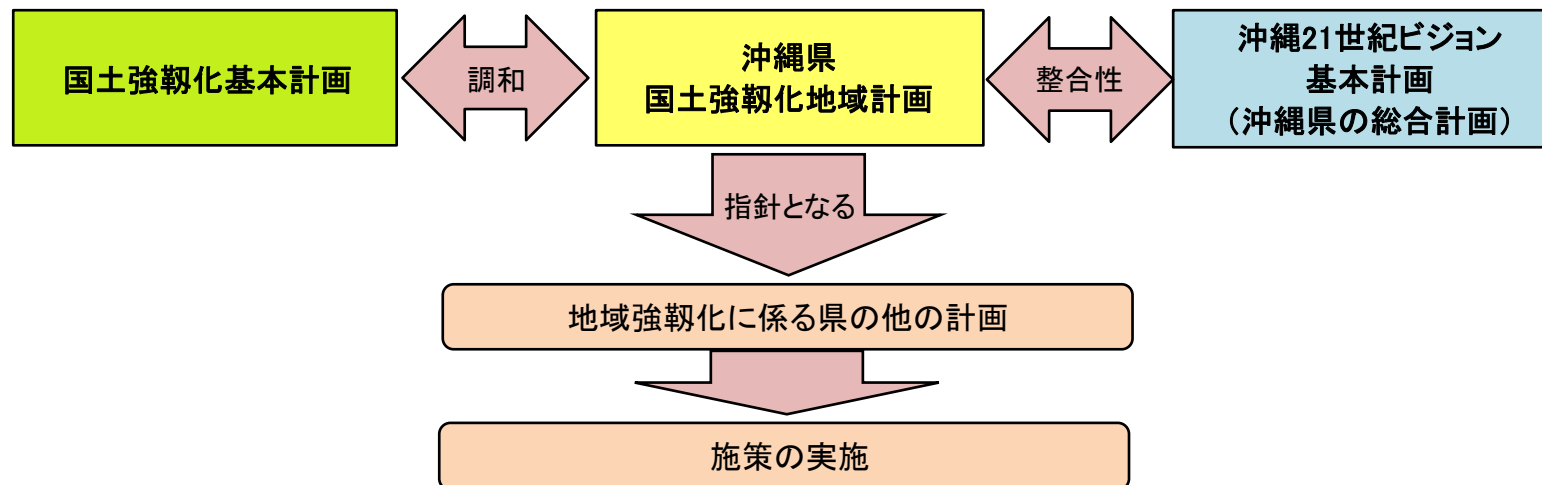 国土強靱化基本計画
調和
沖縄県
国土強靱化地域計画
整合性
沖縄21世紀ビジョン
基本計画
（沖縄県の総合計画）
指針となる
地域強靱化に係る県の他の計画
施策の実施